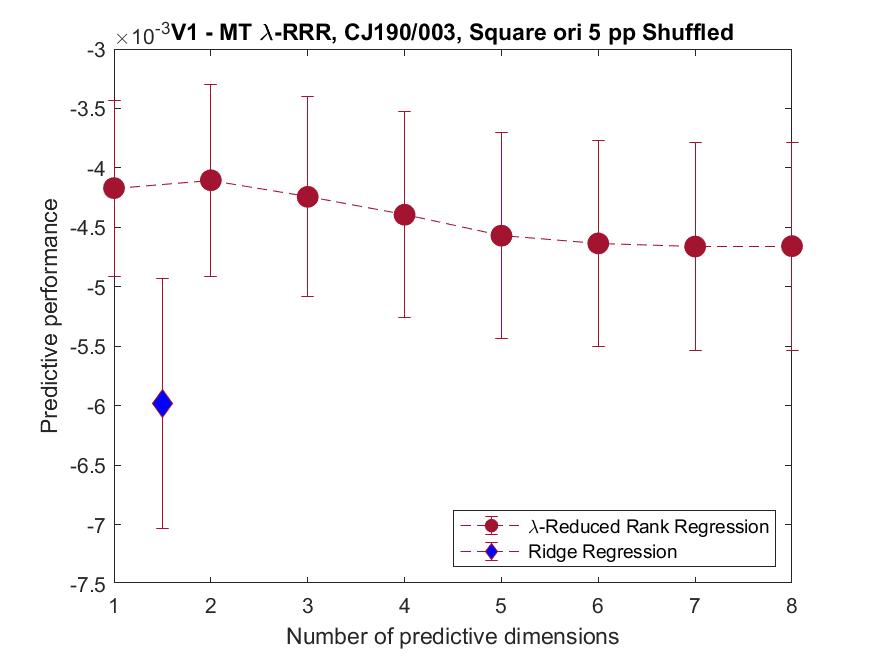 ×10-3
V1 - MT λ-RRR, CJ190/003, Square ori 5 pp Shuffled
-3
-3.5
-4
-4.5
-5
-5.5
-6
-6.5
-7
-7.5
Predictive performance
λ-Reduced Rank Regression
Ridge Regression
1 2 3 4 5 6 7 8
Number of predictive dimensions